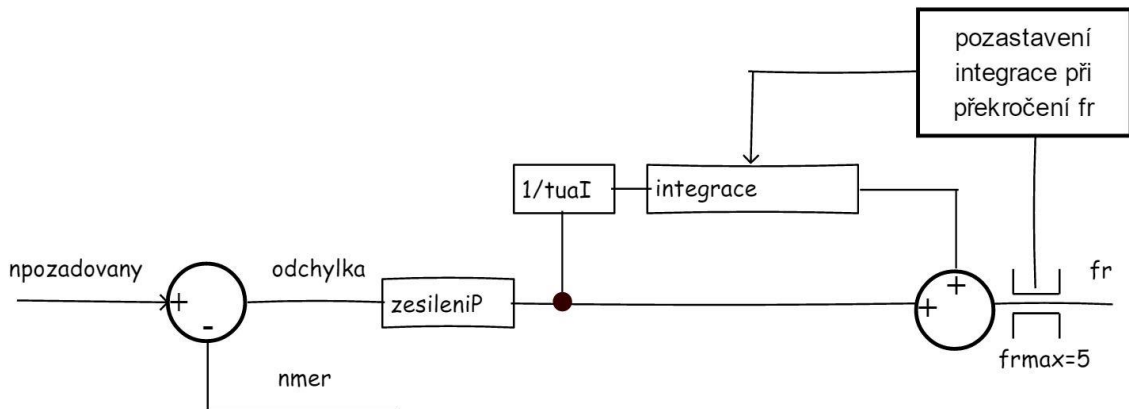 pozastavení
integrace při
překročení fr
1/tuaI
integrace
npozadovany
odchylka
fr
+
-
zesileniP
+
+
frmax=5
nmer